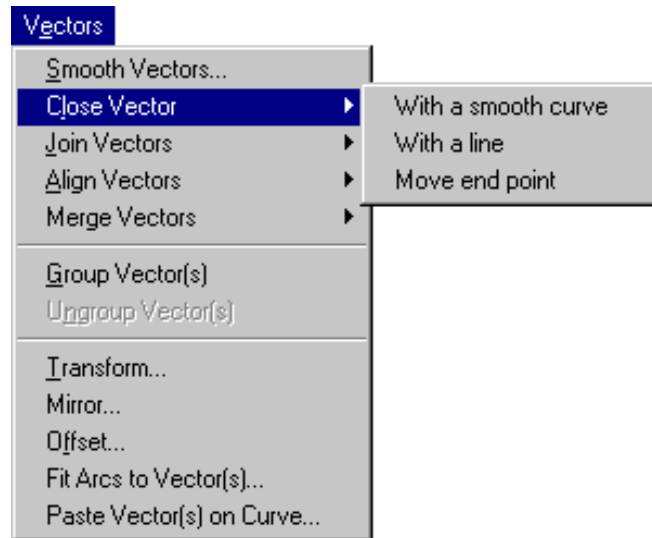 Vectors
Smooth Vectors...
Close Vector
Join Vectors
Align Vectors
Merge Vectors
Group Vector(s)
Ungroup Vector(s)
Transform...
Mirror...
Offset...
Fit Arcs to Vector(s)...
Paste Vector(s) on Curve...
With a smooth curve
With a line
Move end point